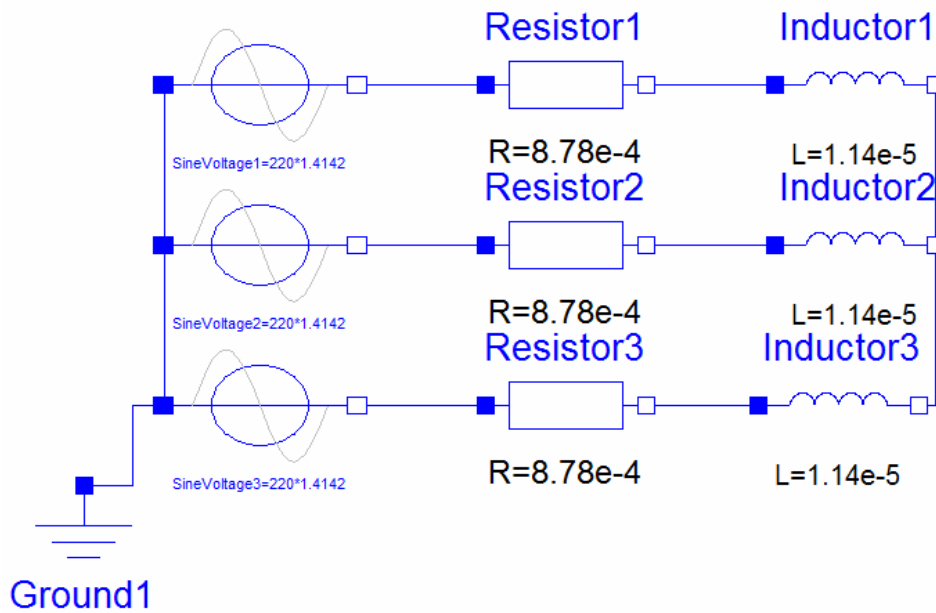 Resistor1 Inductor1
SineVoltage1=220*1.4142
R=8.78e-4 L=1.14e-5
Resistor2 Inductor2
SineVoltage2=220*1.4142
R=8.78e-4 L=1.14e-5
Resistor3 Inductor3
SineVoltage3=220*1.4142
R=8.78e-4 L=1.14e-5
Ground1